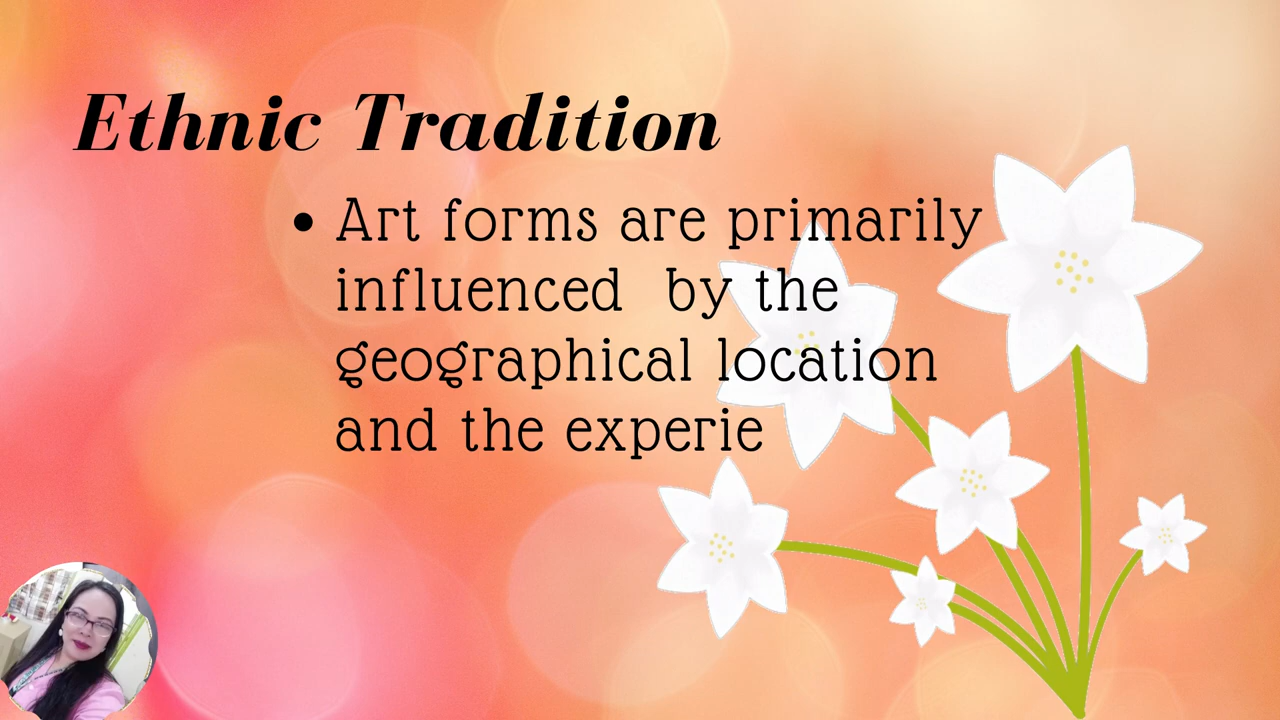 Ethnic Tradition
• Art forms are primarily
influenced  by the
geographical location
and the experie